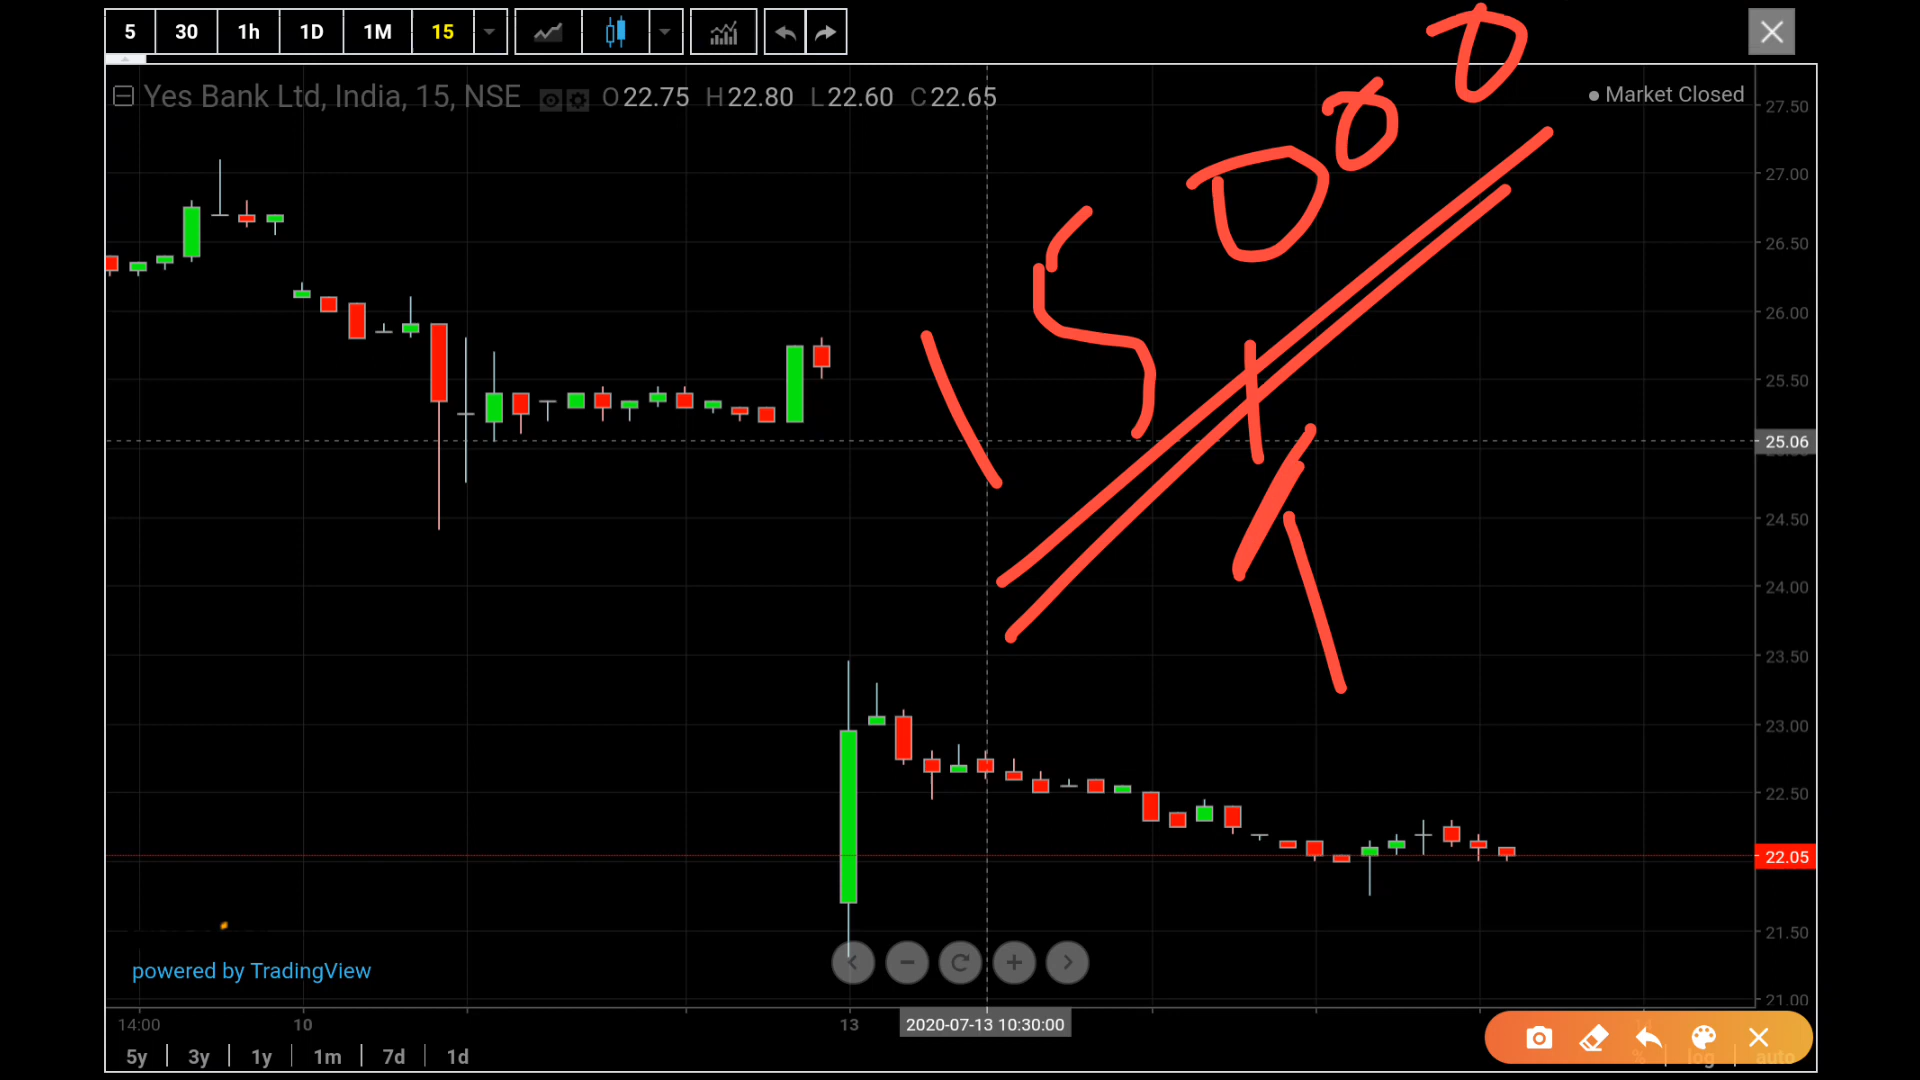 5 30 1h 1D 1M 15
Yes Bank Ltd, India, 15, NSE O22.75 H22.80 L22.60 C22.65
Market Closed
15000
27.50
27.00
26.50
26.00
25.50
25.06
24.50
24.00
23.50
23.00
22.50
22.05
21.50
21.00
powered by TradingView
14:00 10 13 2020-07-13 10:30:00
5y 3y 1y 1m 7d 1d % log auto